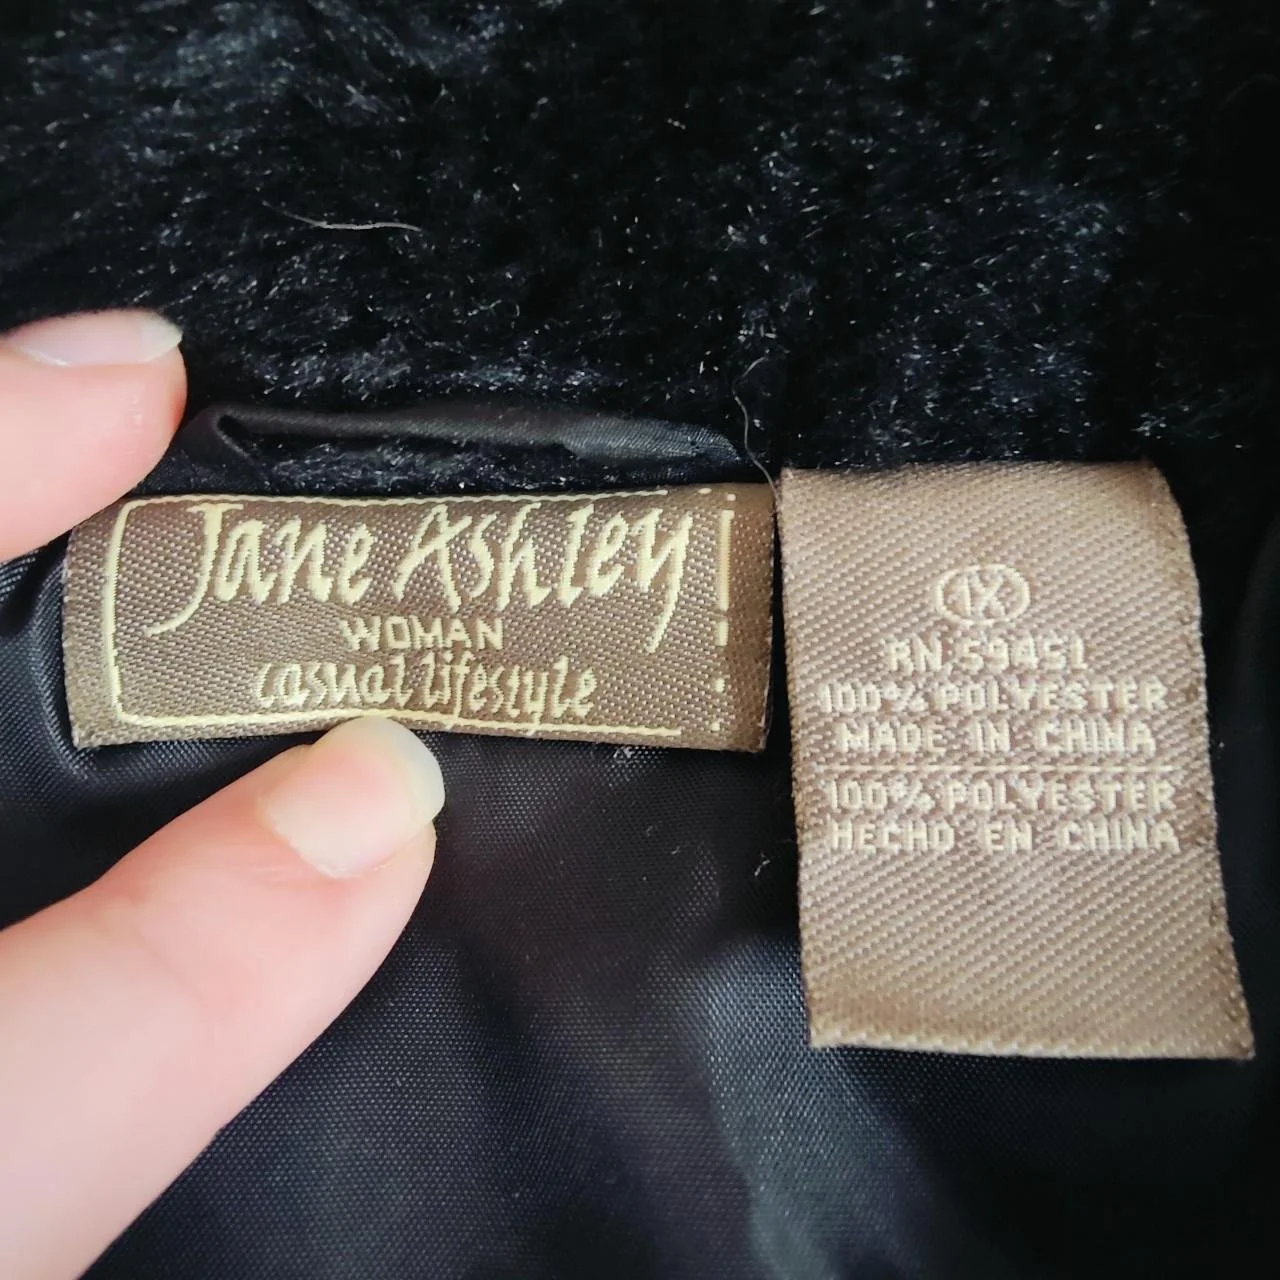 Jane Ashley
WOMAN
casual lifestyle
1X
RN.59451
100% POLYESTER
MADE IN CHINA
100% POLYESTER
HECHO EN CHINA